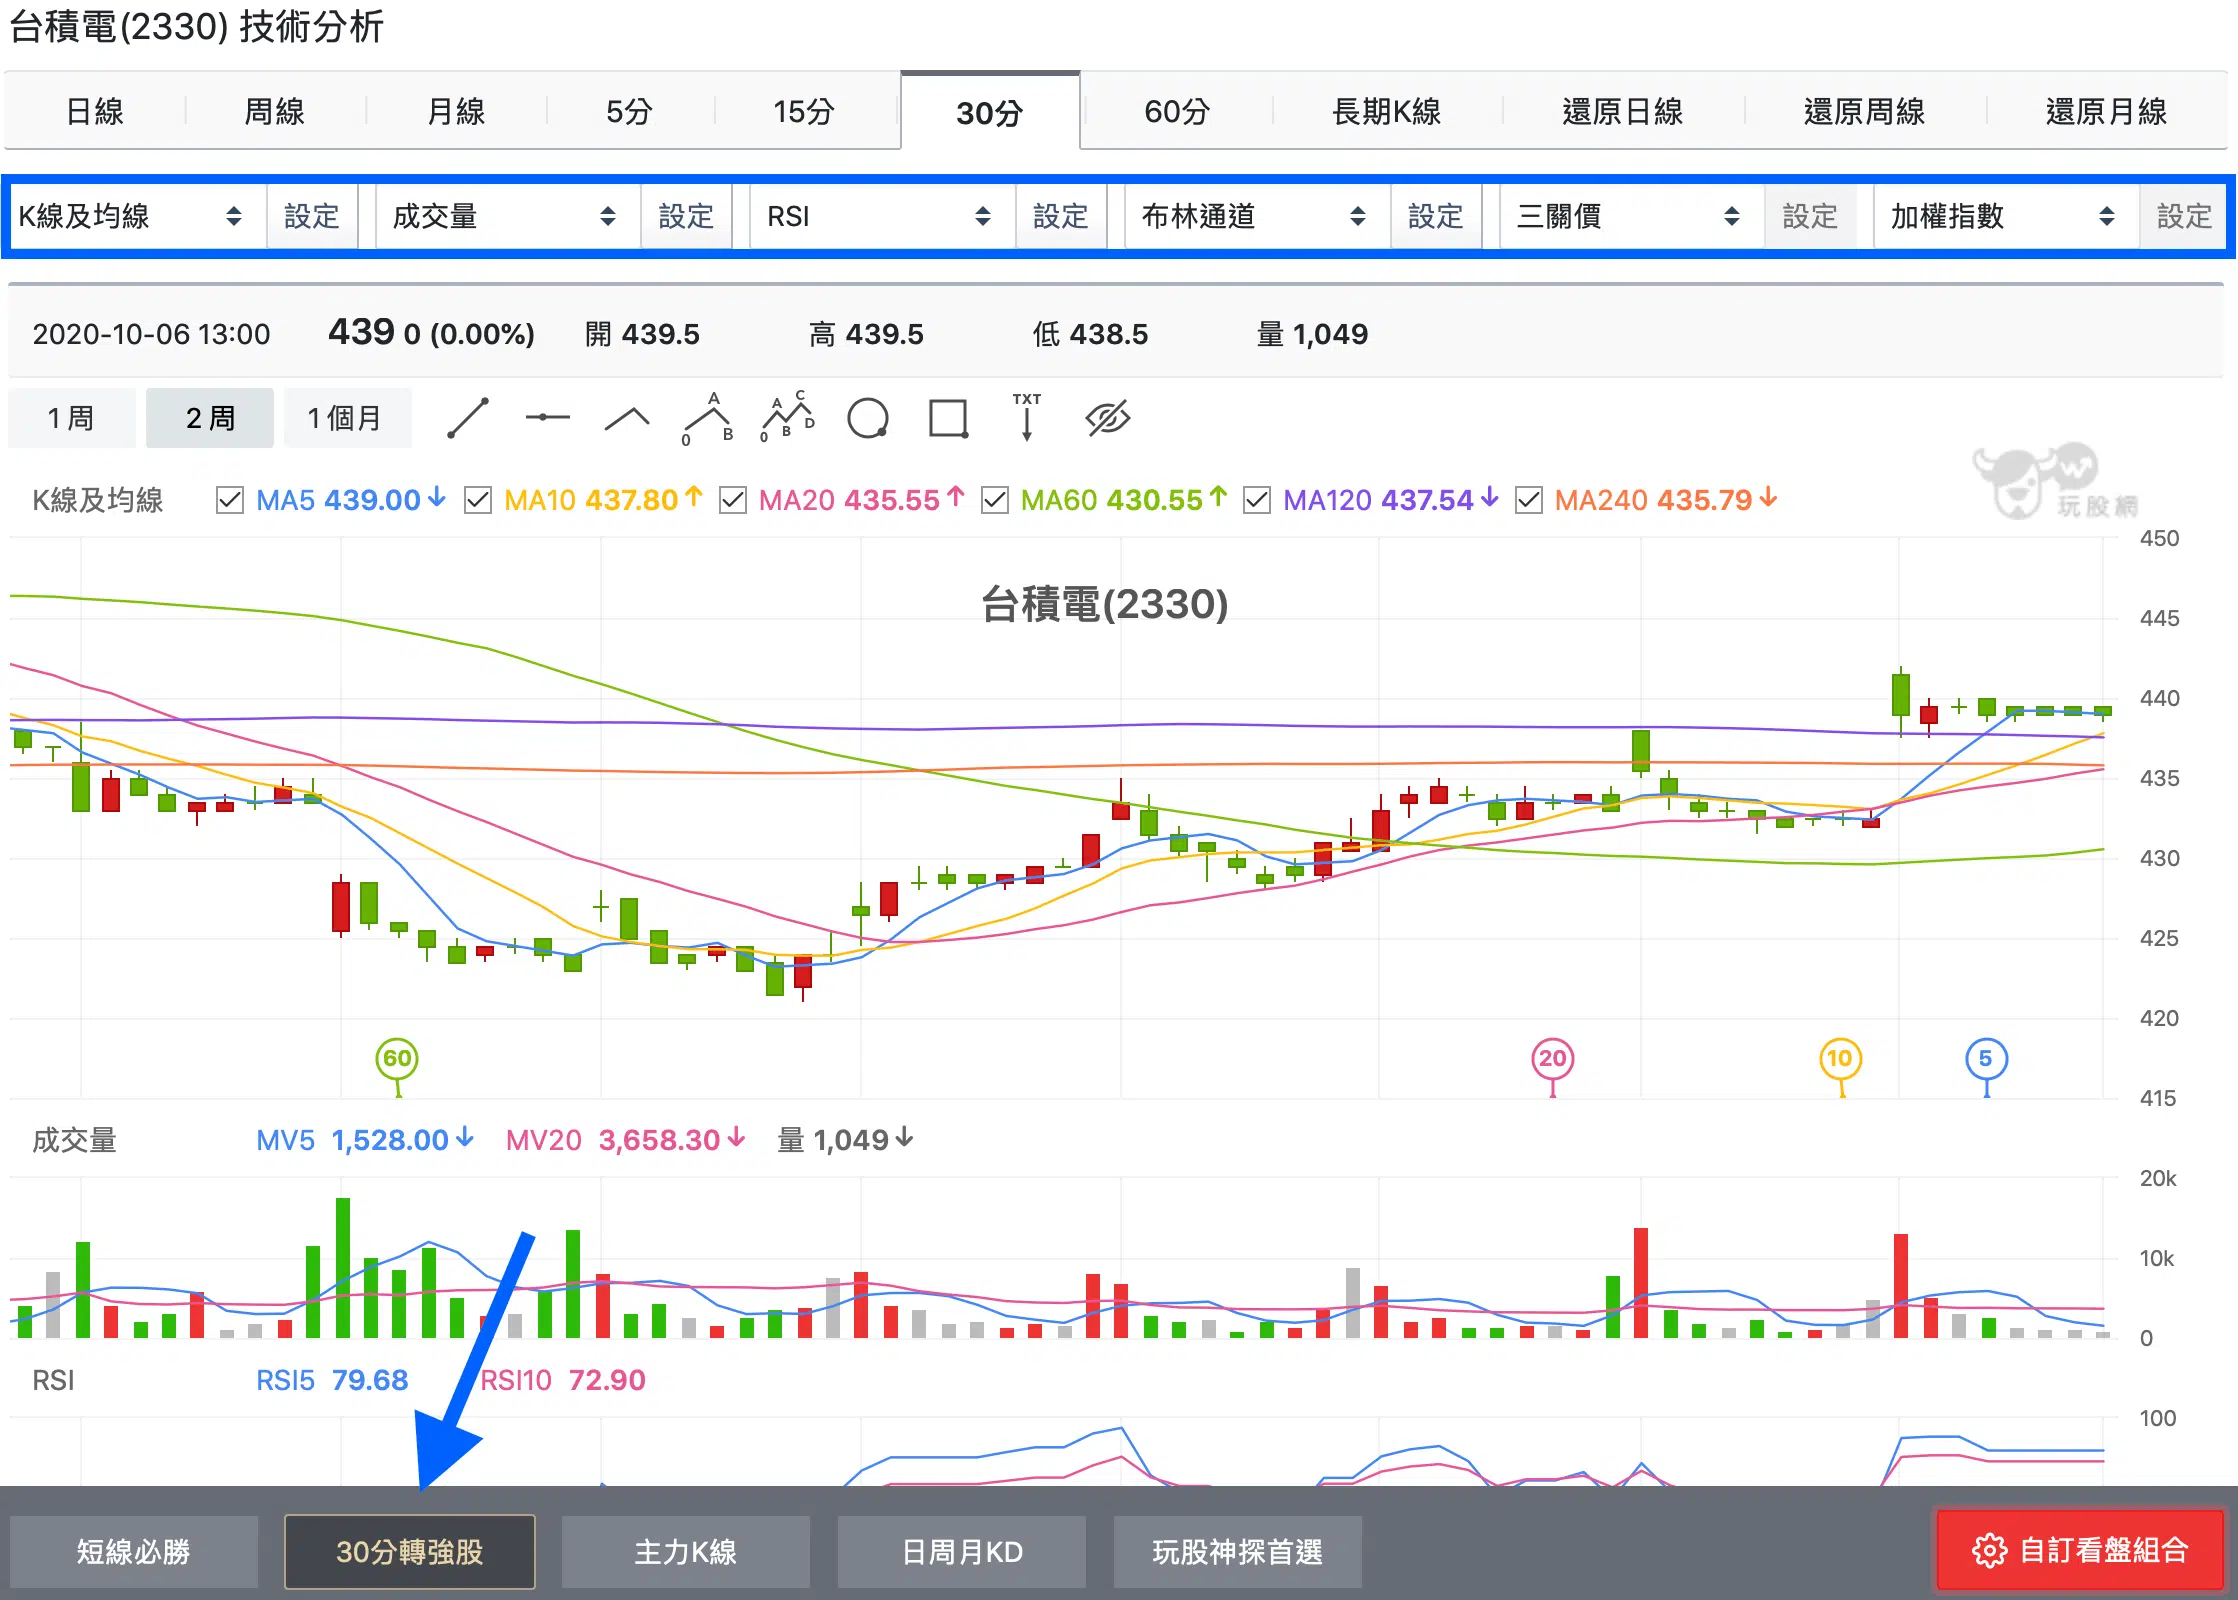 台積電(2330) 技術分析
日線 周線 月線 5分 15分 30分 60分 長期K線 還原日線 還原周線 還原月線
K線及均線 設定 成交量 設定 RSI 設定 布林通道 設定 三關價 設定 加權指數 設定
2020-10-06 13:00 439 0 (0.00%) 開 439.5 高 439.5 低 438.5 量 1,049
1 周 2 周 1 個月 0 A B 0 A B C D TXT
玩股網
K線及均線 MA5 439.00↓ MA10 437.80↑ MA20 435.55↑ MA60 430.55↑ MA120 437.54↓ MA240 435.79↓
450
台積電(2330)
445
440
435
430
425
420
60 20 10 5
415
成交量 MV5 1,528.00↓ MV20 3,658.30↓ 量 1,049↓
20k
10k
0
RSI RSI5 79.68 RSI10 72.90
100
短線必勝 30分轉強股 主力K線 日周月KD 玩股神探首選 自訂看盤組合